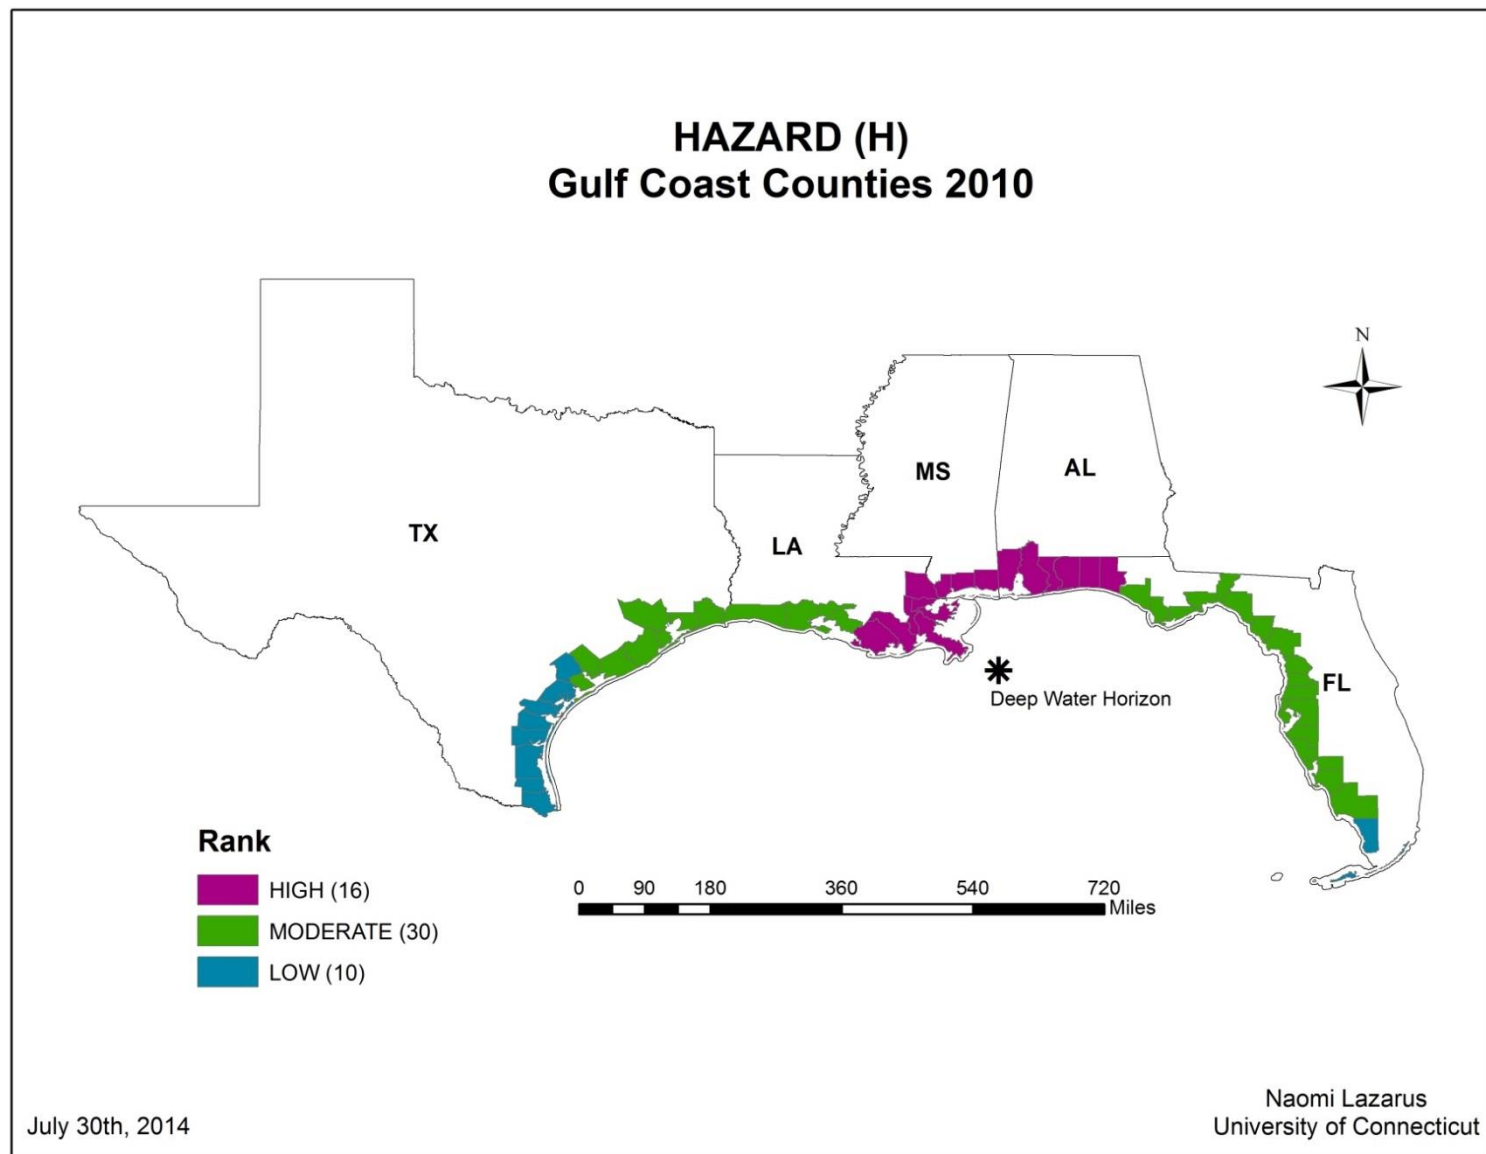 HAZARD (H)
Gulf Coast Counties 2010
N
MS
AL
TX
LA
FL
Deep Water Horizon
Rank
HIGH (16)
MODERATE (30)
LOW (10)
0 90 180 360 540 720
Miles
July 30th, 2014
Naomi Lazarus
University of Connecticut